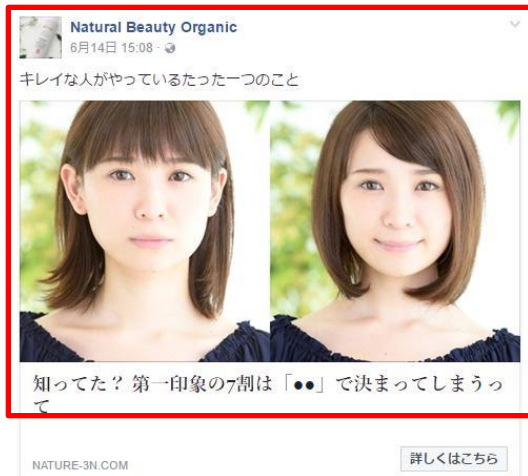 Natural Beauty Organic
6月14日 15:08 ·
キレイな人がやっているたった一つのこと
知ってた？第一印象の7割は「●●」で決まってしまうっ
て
NATURE-3N.COM
詳しくはこちら